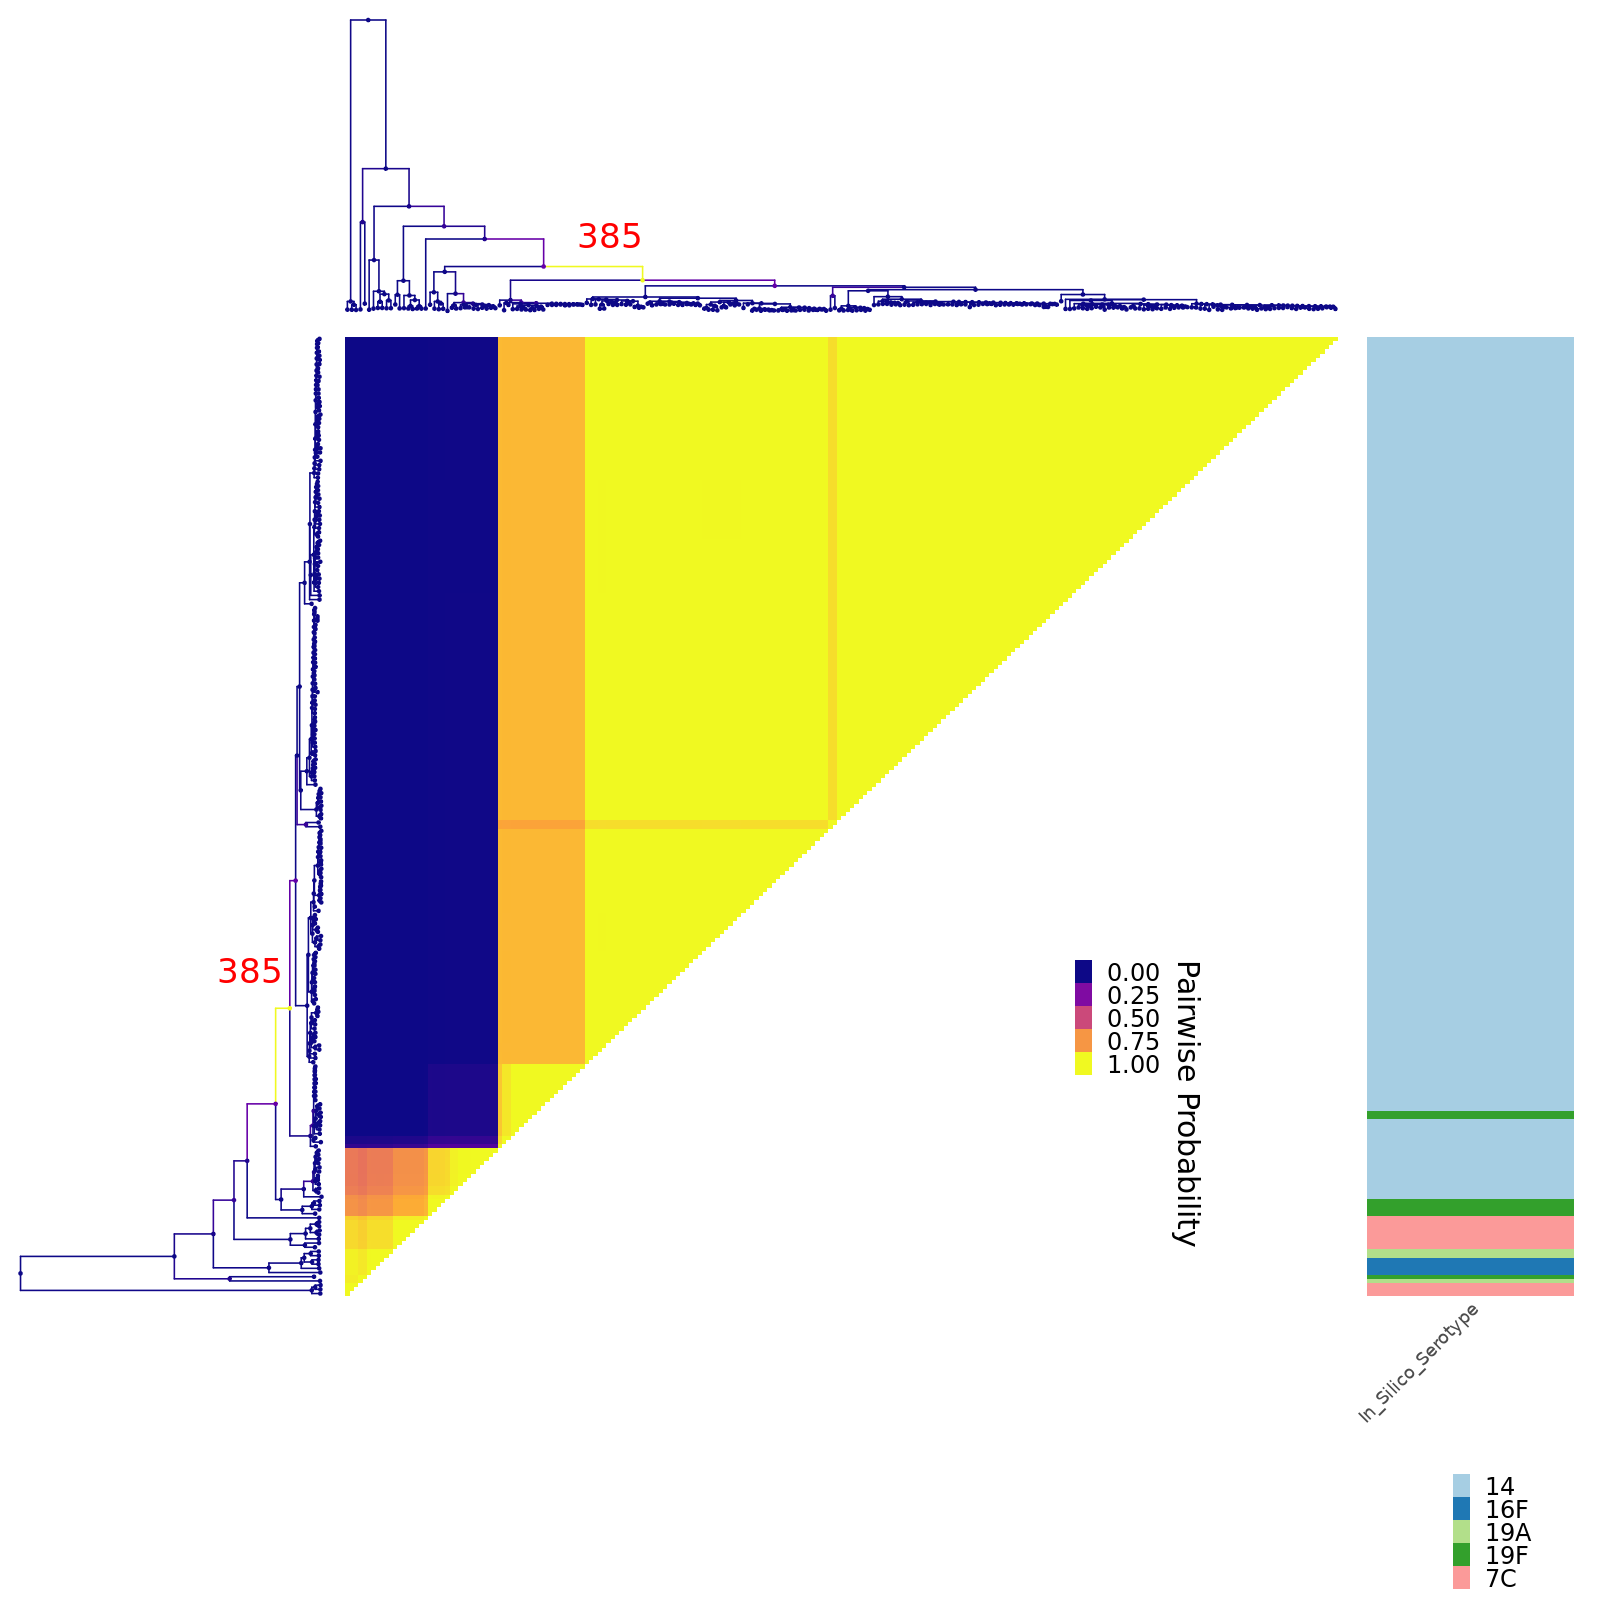 385
385
0.00
0.25
0.50
0.75
1.00
Pairwise Probability
In_Silico_Serotype
14
16F
19A
19F
7C